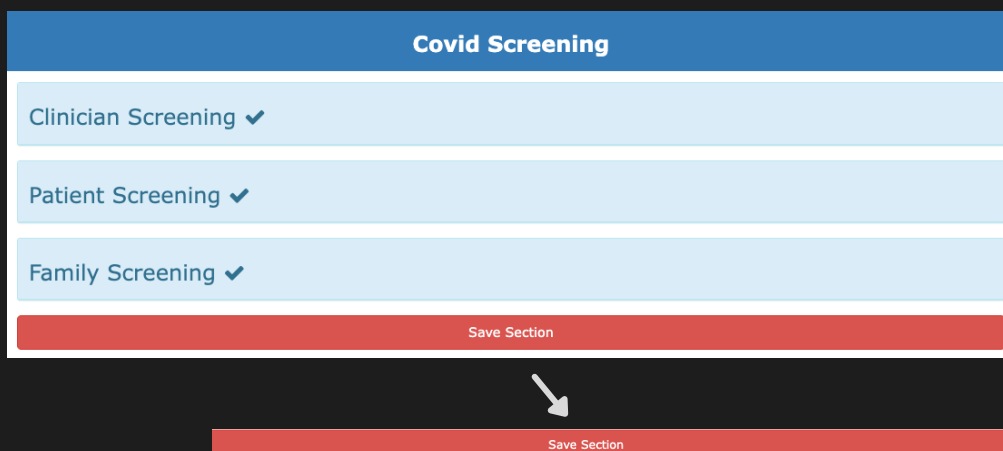 Covid Screening
Clinician Screening
Patient Screening
Family Screening
Save Section
Save Section